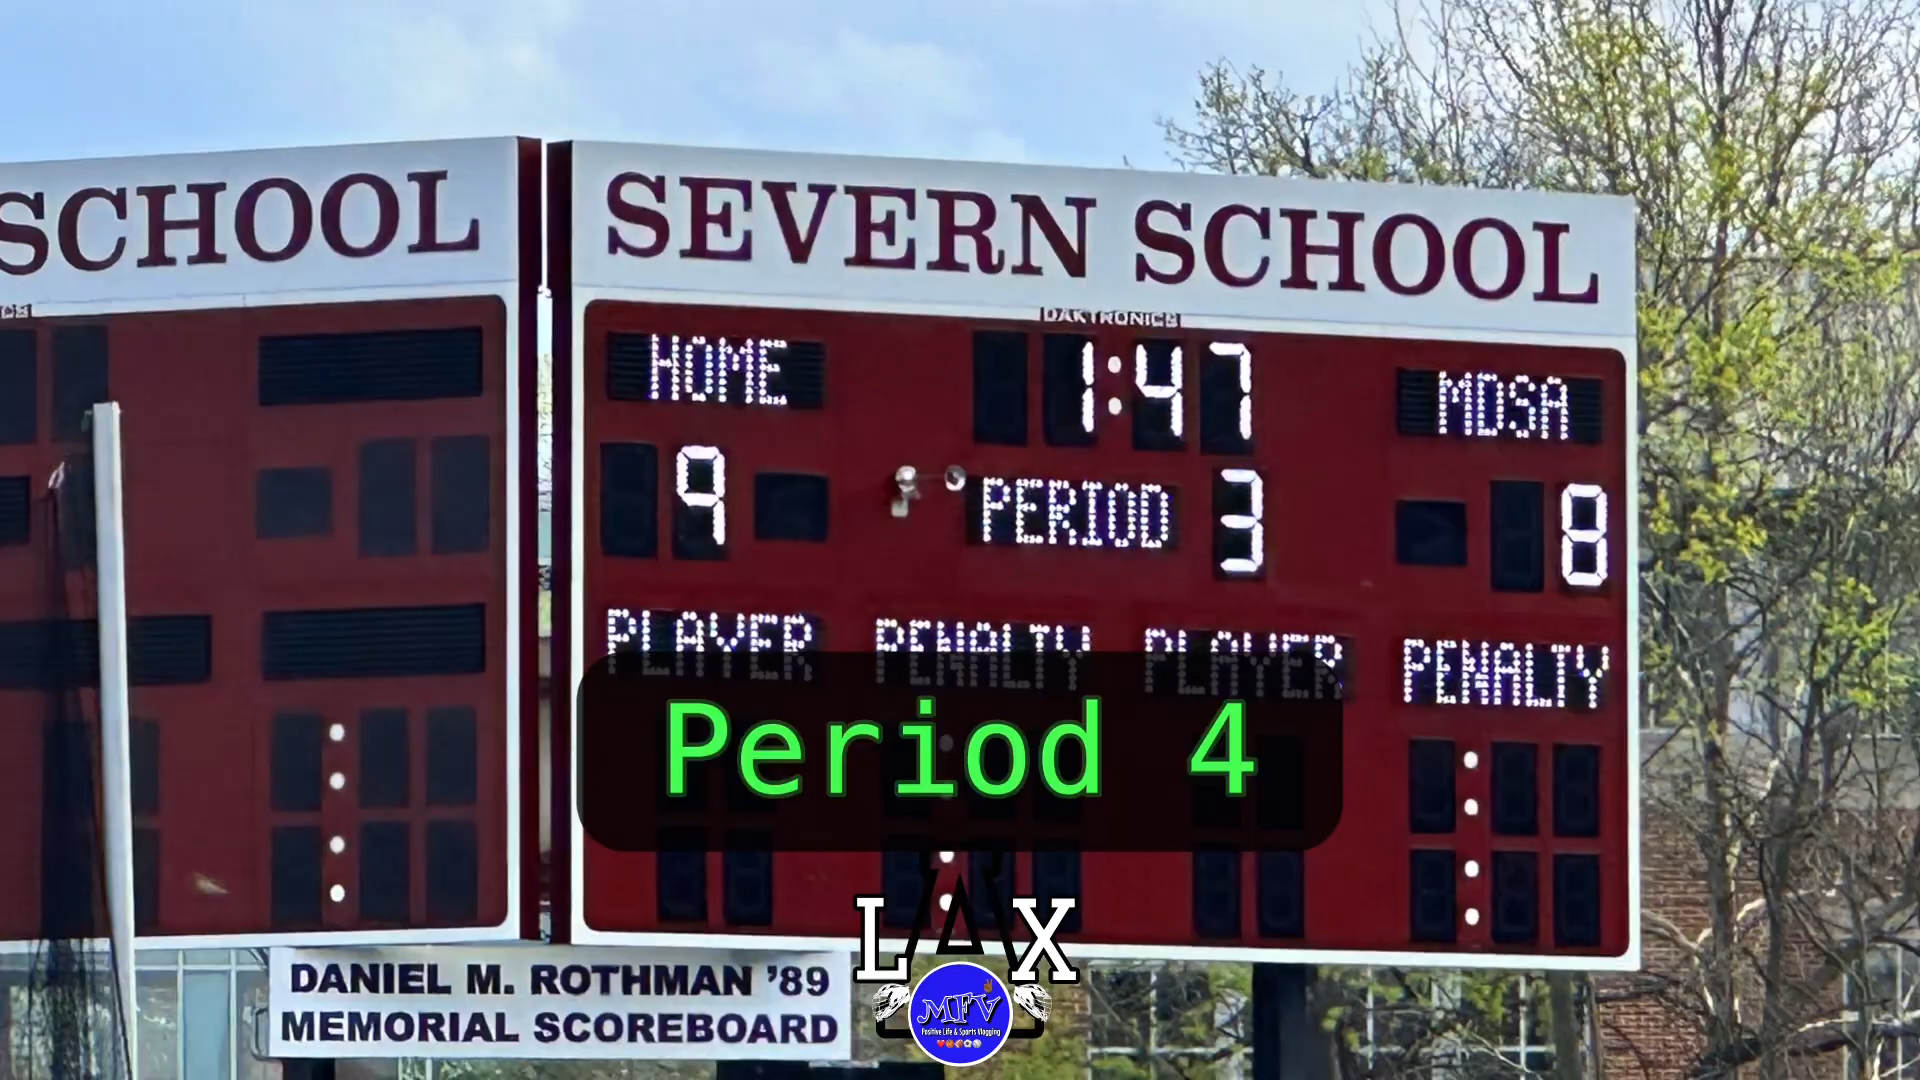 SCHOOL
SEVERN SCHOOL
DAKTRONICS
HOME 1:47 MDSA
9 PERIOD 3 8
PLAYER PENALTY PLAYER PENALTY
Period 4
LAX
MFV
Positive Life & Sports Vlogging
DANIEL M. ROTHMAN ’89
MEMORIAL SCOREBOARD